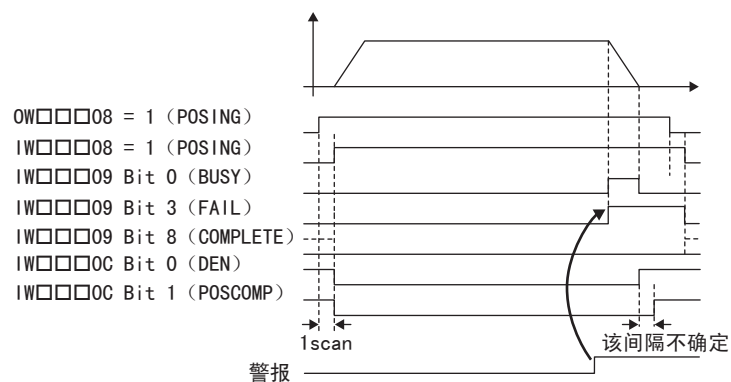 OW□□□08 = 1（POSING）
IW□□□08 = 1（POSING）
IW□□□09 Bit 0（BUSY）
IW□□□09 Bit 3（FAIL）
IW□□□09 Bit 8（COMPLETE）
IW□□□0C Bit 0（DEN）
IW□□□0C Bit 1（POSCOMP）
1scan
该间隔不确定
警报